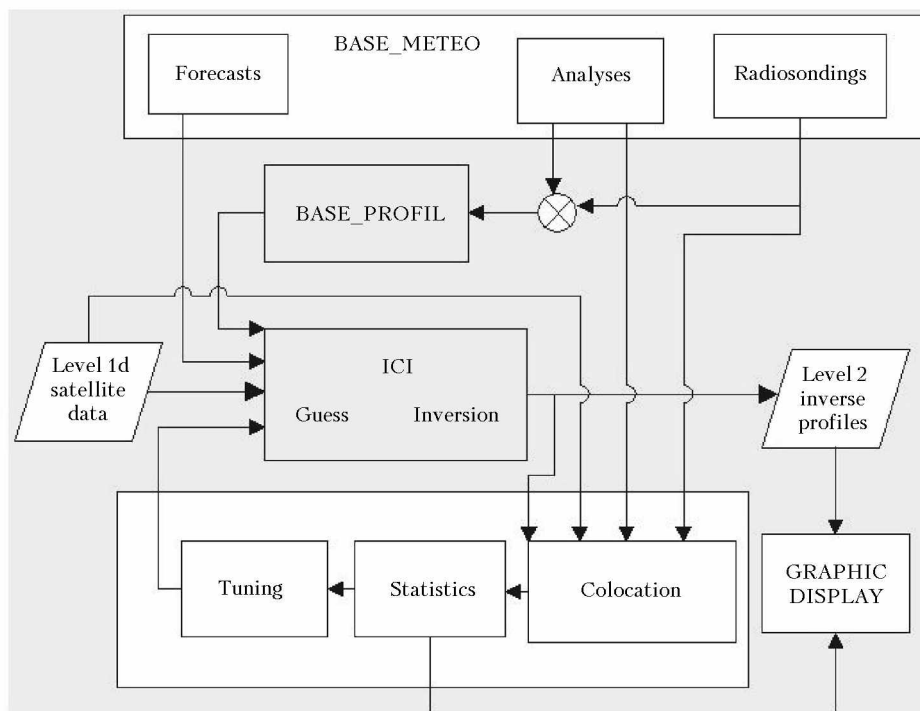 BASE_METEO
Forecasts
Analyses
Radiosondings
BASE_PROFIL
Level 1d
satellite
data
ICI
Guess
Inversion
Level 2
inverse
profiles
Tuning
Statistics
Colocation
GRAPHIC
DISPLAY